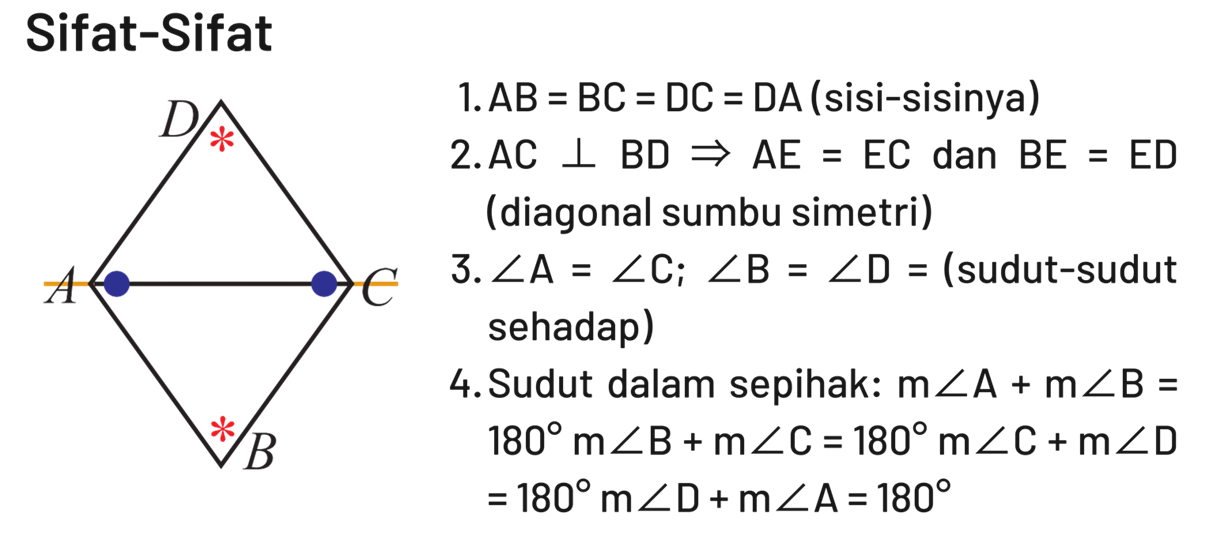 Sifat-Sifat
D
*
A
C
*
B
1. AB = BC = DC = DA (sisi-sisinya)
2. AC ⊥ BD ⇒ AE = EC dan BE = ED
(diagonal sumbu simetri)
3. ∠A = ∠C; ∠B = ∠D = (sudut-sudut
sehadap)
4. Sudut dalam sepihak: m∠A + m∠B =
180° m∠B + m∠C = 180° m∠C + m∠D
= 180° m∠D + m∠A = 180°